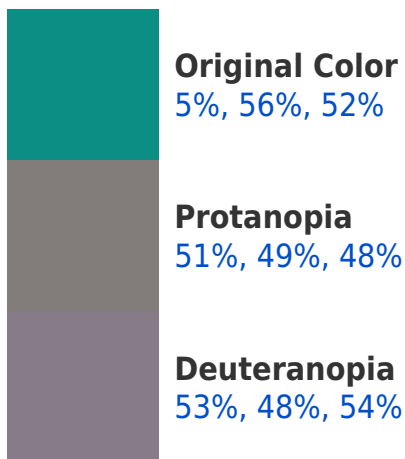 Original Color
5%, 56%, 52%
Protanopia
51%, 49%, 48%
Deuteranopia
53%, 48%, 54%